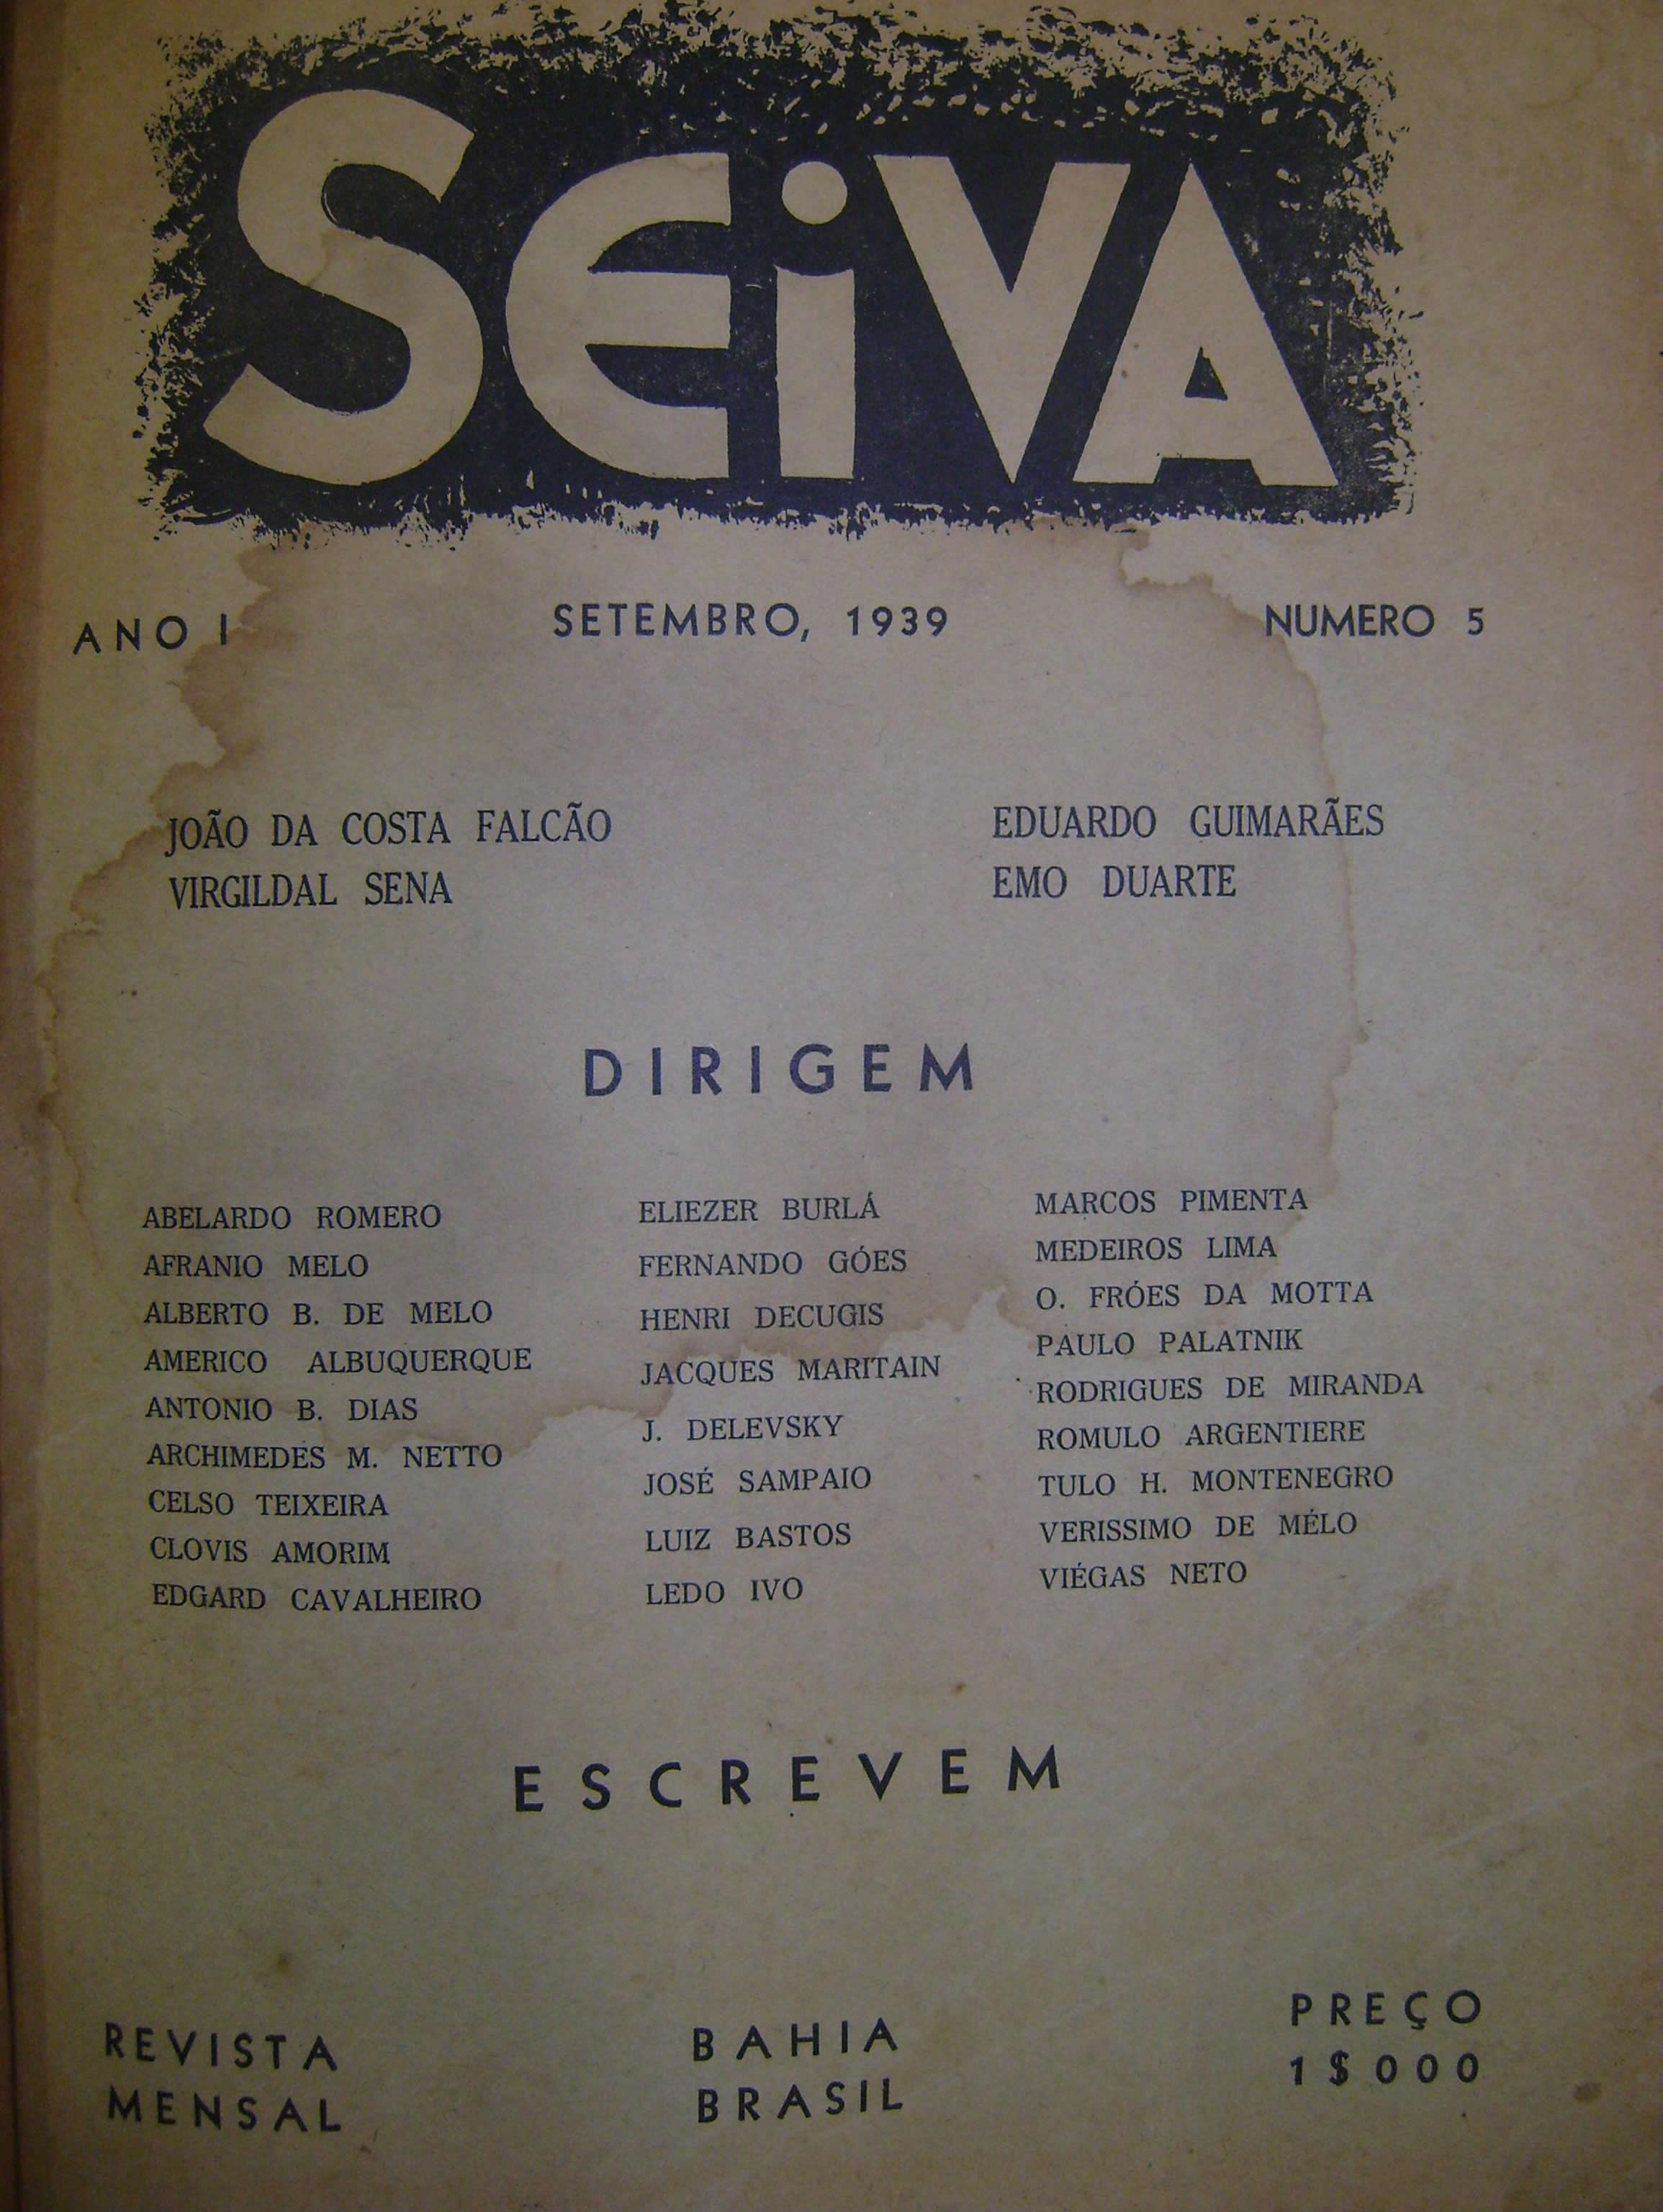 SEiVA
ANO I SETEMBRO, 1939 NUMERO 5
JOÃO DA COSTA FALCÃO
VIRGILDAL SENA
EDUARDO GUIMARÃES
EMO DUARTE
DIRIGEM
ABELARDO ROMERO
AFRANIO MELO
ALBERTO B. DE MELO
AMERICO ALBUQUERQUE
ANTONIO B. DIAS
ARCHIMEDES M. NETTO
CELSO TEIXEIRA
CLOVIS AMORIM
EDGARD CAVALHEIRO
ELIEZER BURLÁ
FERNANDO GÓES
HENRI DECUGIS
JACQUES MARITAIN
J. DELEVSKY
JOSÉ SAMPAIO
LUIZ BASTOS
LEDO IVO
MARCOS PIMENTA
MEDEIROS LIMA
O. FRÓES DA MOTTA
PAULO PALATNIK
RODRIGUES DE MIRANDA
ROMULO ARGENTIERE
TULO H. MONTENEGRO
VERISSIMO DE MÉLO
VIÉGAS NETO
ESCREVEM
REVISTA
MENSAL
BAHIA
BRASIL
PREÇO
1$000